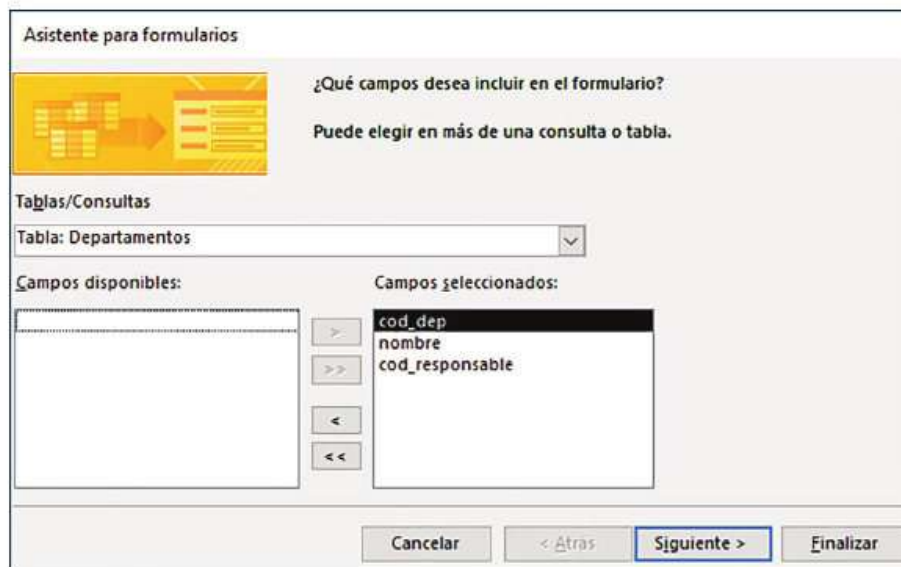 Asistente para formularios
¿Qué campos desea incluir en el formulario?
Puede elegir en más de una consulta o tabla.
Tablas/Consultas
Tabla: Departamentos
Campos disponibles:
Campos seleccionados:
cod_dep
nombre
cod_responsable
>
>>
<
<<
Cancelar
< Atras
Siguiente >
Finalizar